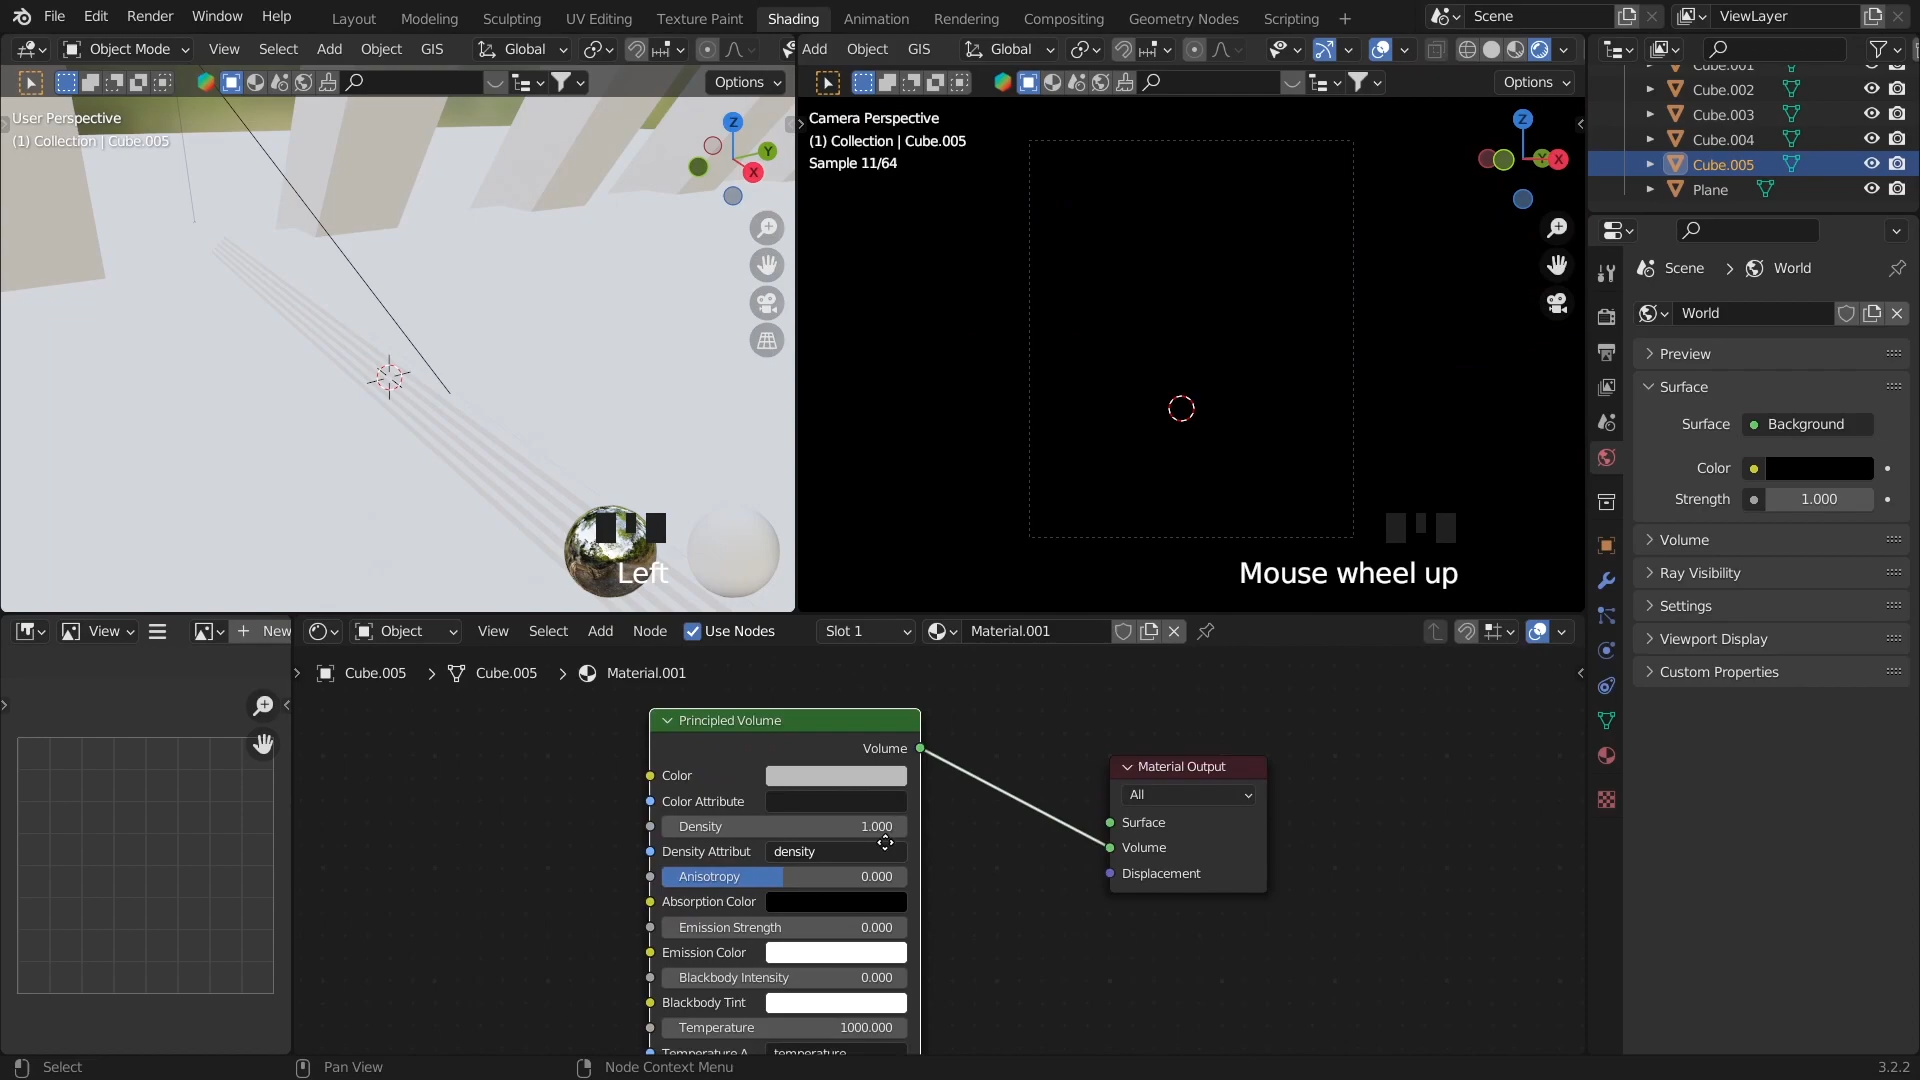 File Edit Render Window Help Layout Modeling Sculpting UV Editing Texture Paint Shading Animation Rendering Compositing Geometry Nodes Scripting + Scene ViewLayer
Object Mode View Select Add Object GIS Global
Add Object GIS Global
Options
Options
User Perspective
(1) Collection | Cube.005
Z
Y
X
Left
Camera Perspective
(1) Collection | Cube.005
Sample 11/64
Z
Y
X
Mouse wheel up
Cube.001
Cube.002
Cube.003
Cube.004
Cube.005
Plane
Scene > World
World
Preview
Surface
Surface Background
Color
Strength 1.000
Volume
Ray Visibility
Settings
Viewport Display
Custom Properties
View + New
Object View Select Add Node Use Nodes Slot 1 Material.001
Cube.005 > Cube.005 > Material.001
Principled Volume
Volume
Color
Color Attribute
Density 1.000
Density Attribut density
Anisotropy 0.000
Absorption Color
Emission Strength 0.000
Emission Color
Blackbody Intensity 0.000
Blackbody Tint
Temperature 1000.000
Temperature A temperature
Material Output
All
Surface
Volume
Displacement
Select Pan View Node Context Menu 3.2.2